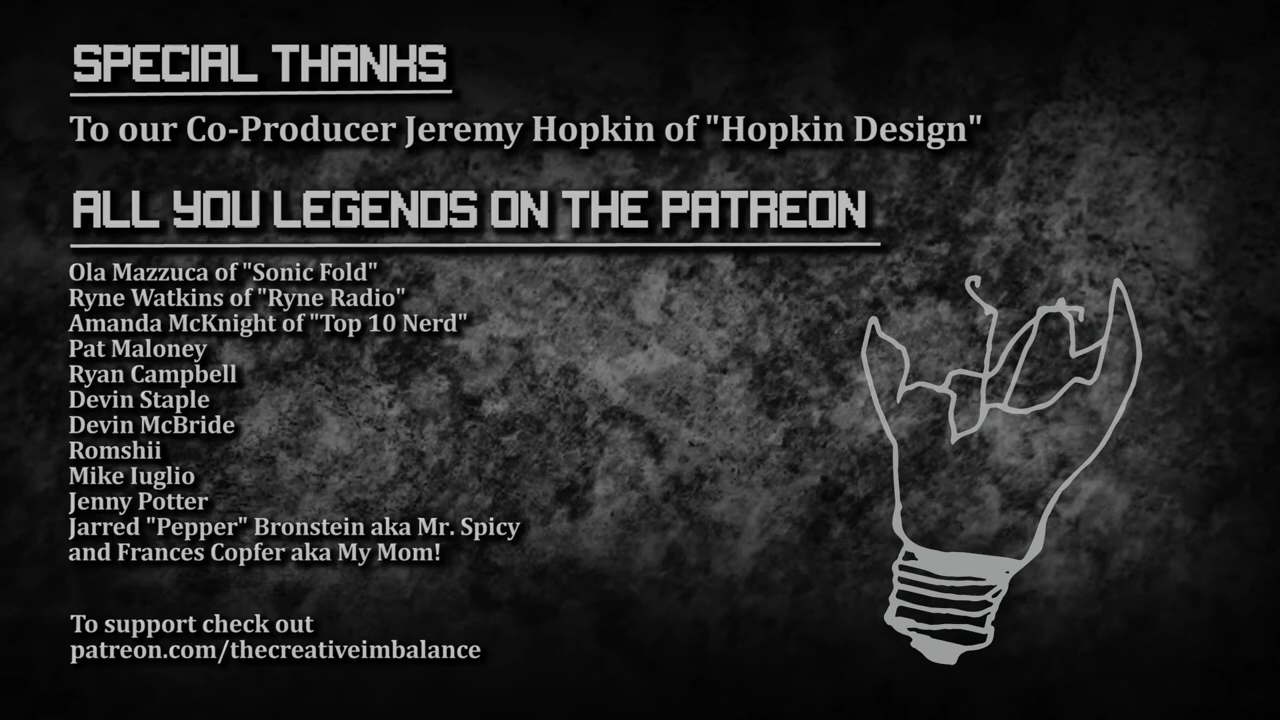 SPECIAL THANKS
To our Co-Producer Jeremy Hopkin of "Hopkin Design"
ALL YOU LEGENDS ON THE PATREON
Ola Mazzuca of "Sonic Fold"
Ryne Watkins of "Ryne Radio"
Amanda McKnight of "Top 10 Nerd"
Pat Maloney
Ryan Campbell
Devin Staple
Devin McBride
Romshii
Mike Iuglio
Jenny Potter
Jarred "Pepper" Bronstein aka Mr. Spicy
and Frances Copfer aka My Mom!
To support check out
patreon.com/thecreativeimbalance